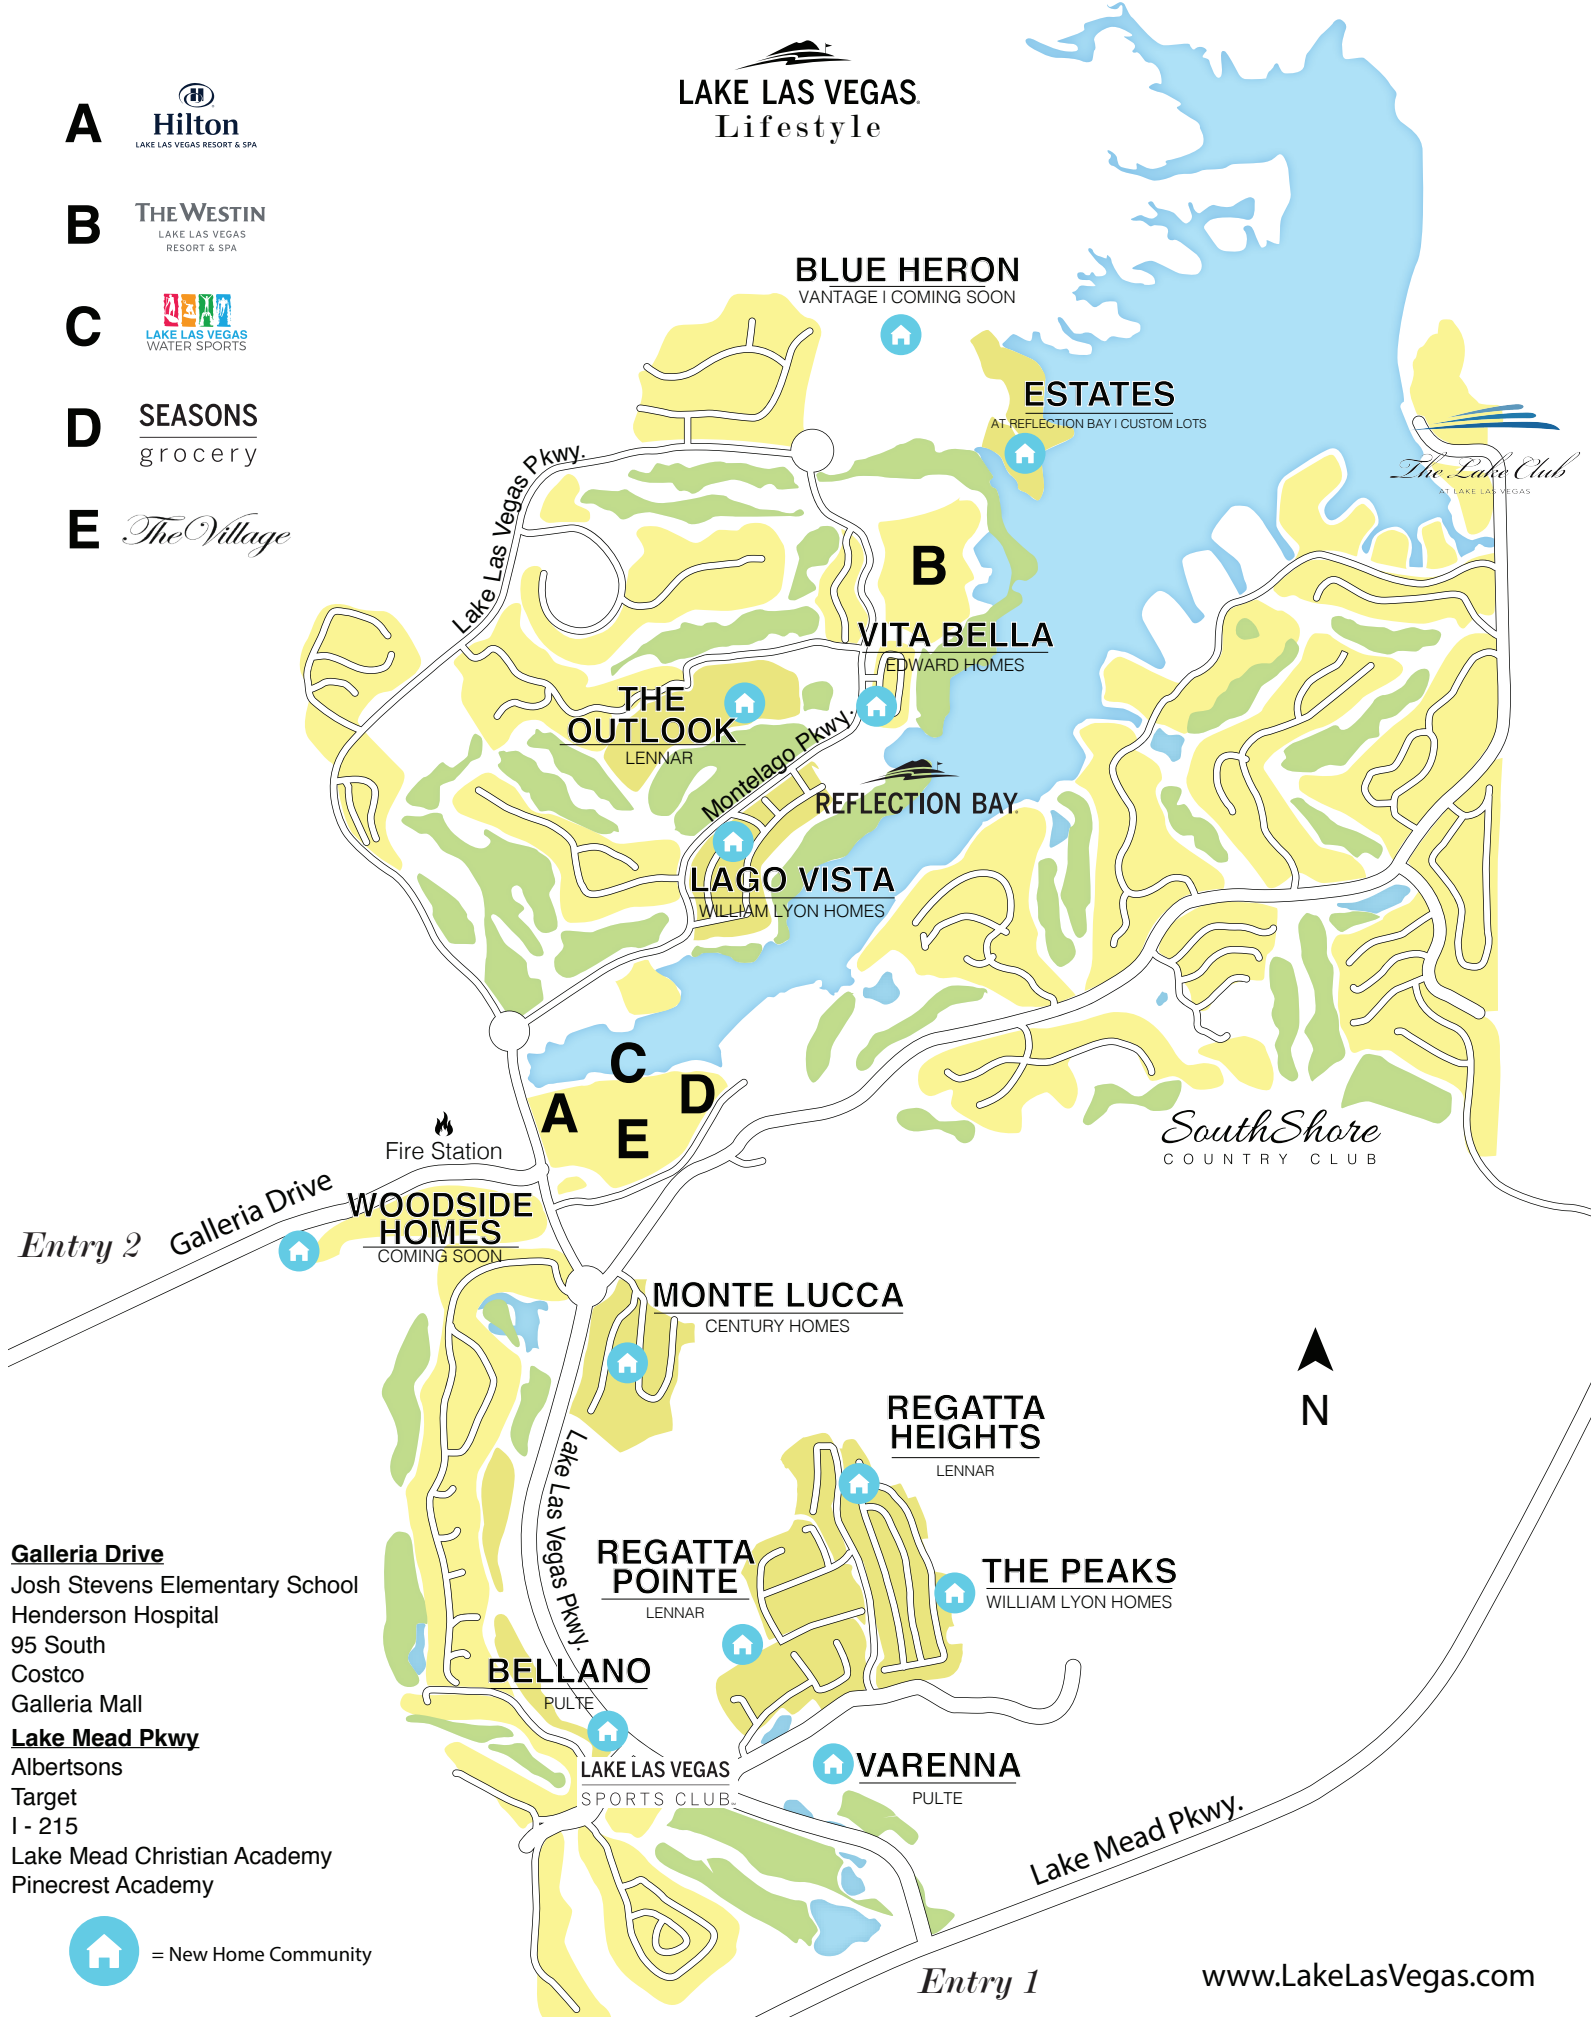 LAKE LAS VEGAS
Lifestyle
A
Hilton
LAKE LAS VEGAS RESORT & SPA
B
THE WESTIN
LAKE LAS VEGAS
RESORT & SPA
C
LAKE LAS VEGAS
WATER SPORTS
D
SEASONS
grocery
E
The Village
BLUE HERON
VANTAGE | COMING SOON
ESTATES
AT REFLECTION BAY | CUSTOM LOTS
The Lake Club
AT LAKE LAS VEGAS
Lake Las Vegas Pkwy.
B
VITA BELLA
EDWARD HOMES
THE
OUTLOOK
LENNAR
Montelago Pkwy.
REFLECTION BAY
LAGO VISTA
WILLIAM LYON HOMES
C
D
A
E
Fire Station
SouthShore
COUNTRY CLUB
Galleria Drive
Entry 2
WOODSIDE
HOMES
COMING SOON
MONTE LUCCA
CENTURY HOMES
N
REGATTA
HEIGHTS
LENNAR
Lake Las Vegas Pkwy.
REGATTA
POINTE
LENNAR
THE PEAKS
WILLIAM LYON HOMES
BELLANO
PULTE
LAKE LAS VEGAS
SPORTS CLUB
VARENNA
PULTE
Lake Mead Pkwy.
Entry 1
Galleria Drive
Josh Stevens Elementary School
Henderson Hospital
95 South
Costco
Galleria Mall
Lake Mead Pkwy
Albertsons
Target
I - 215
Lake Mead Christian Academy
Pinecrest Academy
= New Home Community
www.LakeLasVegas.com